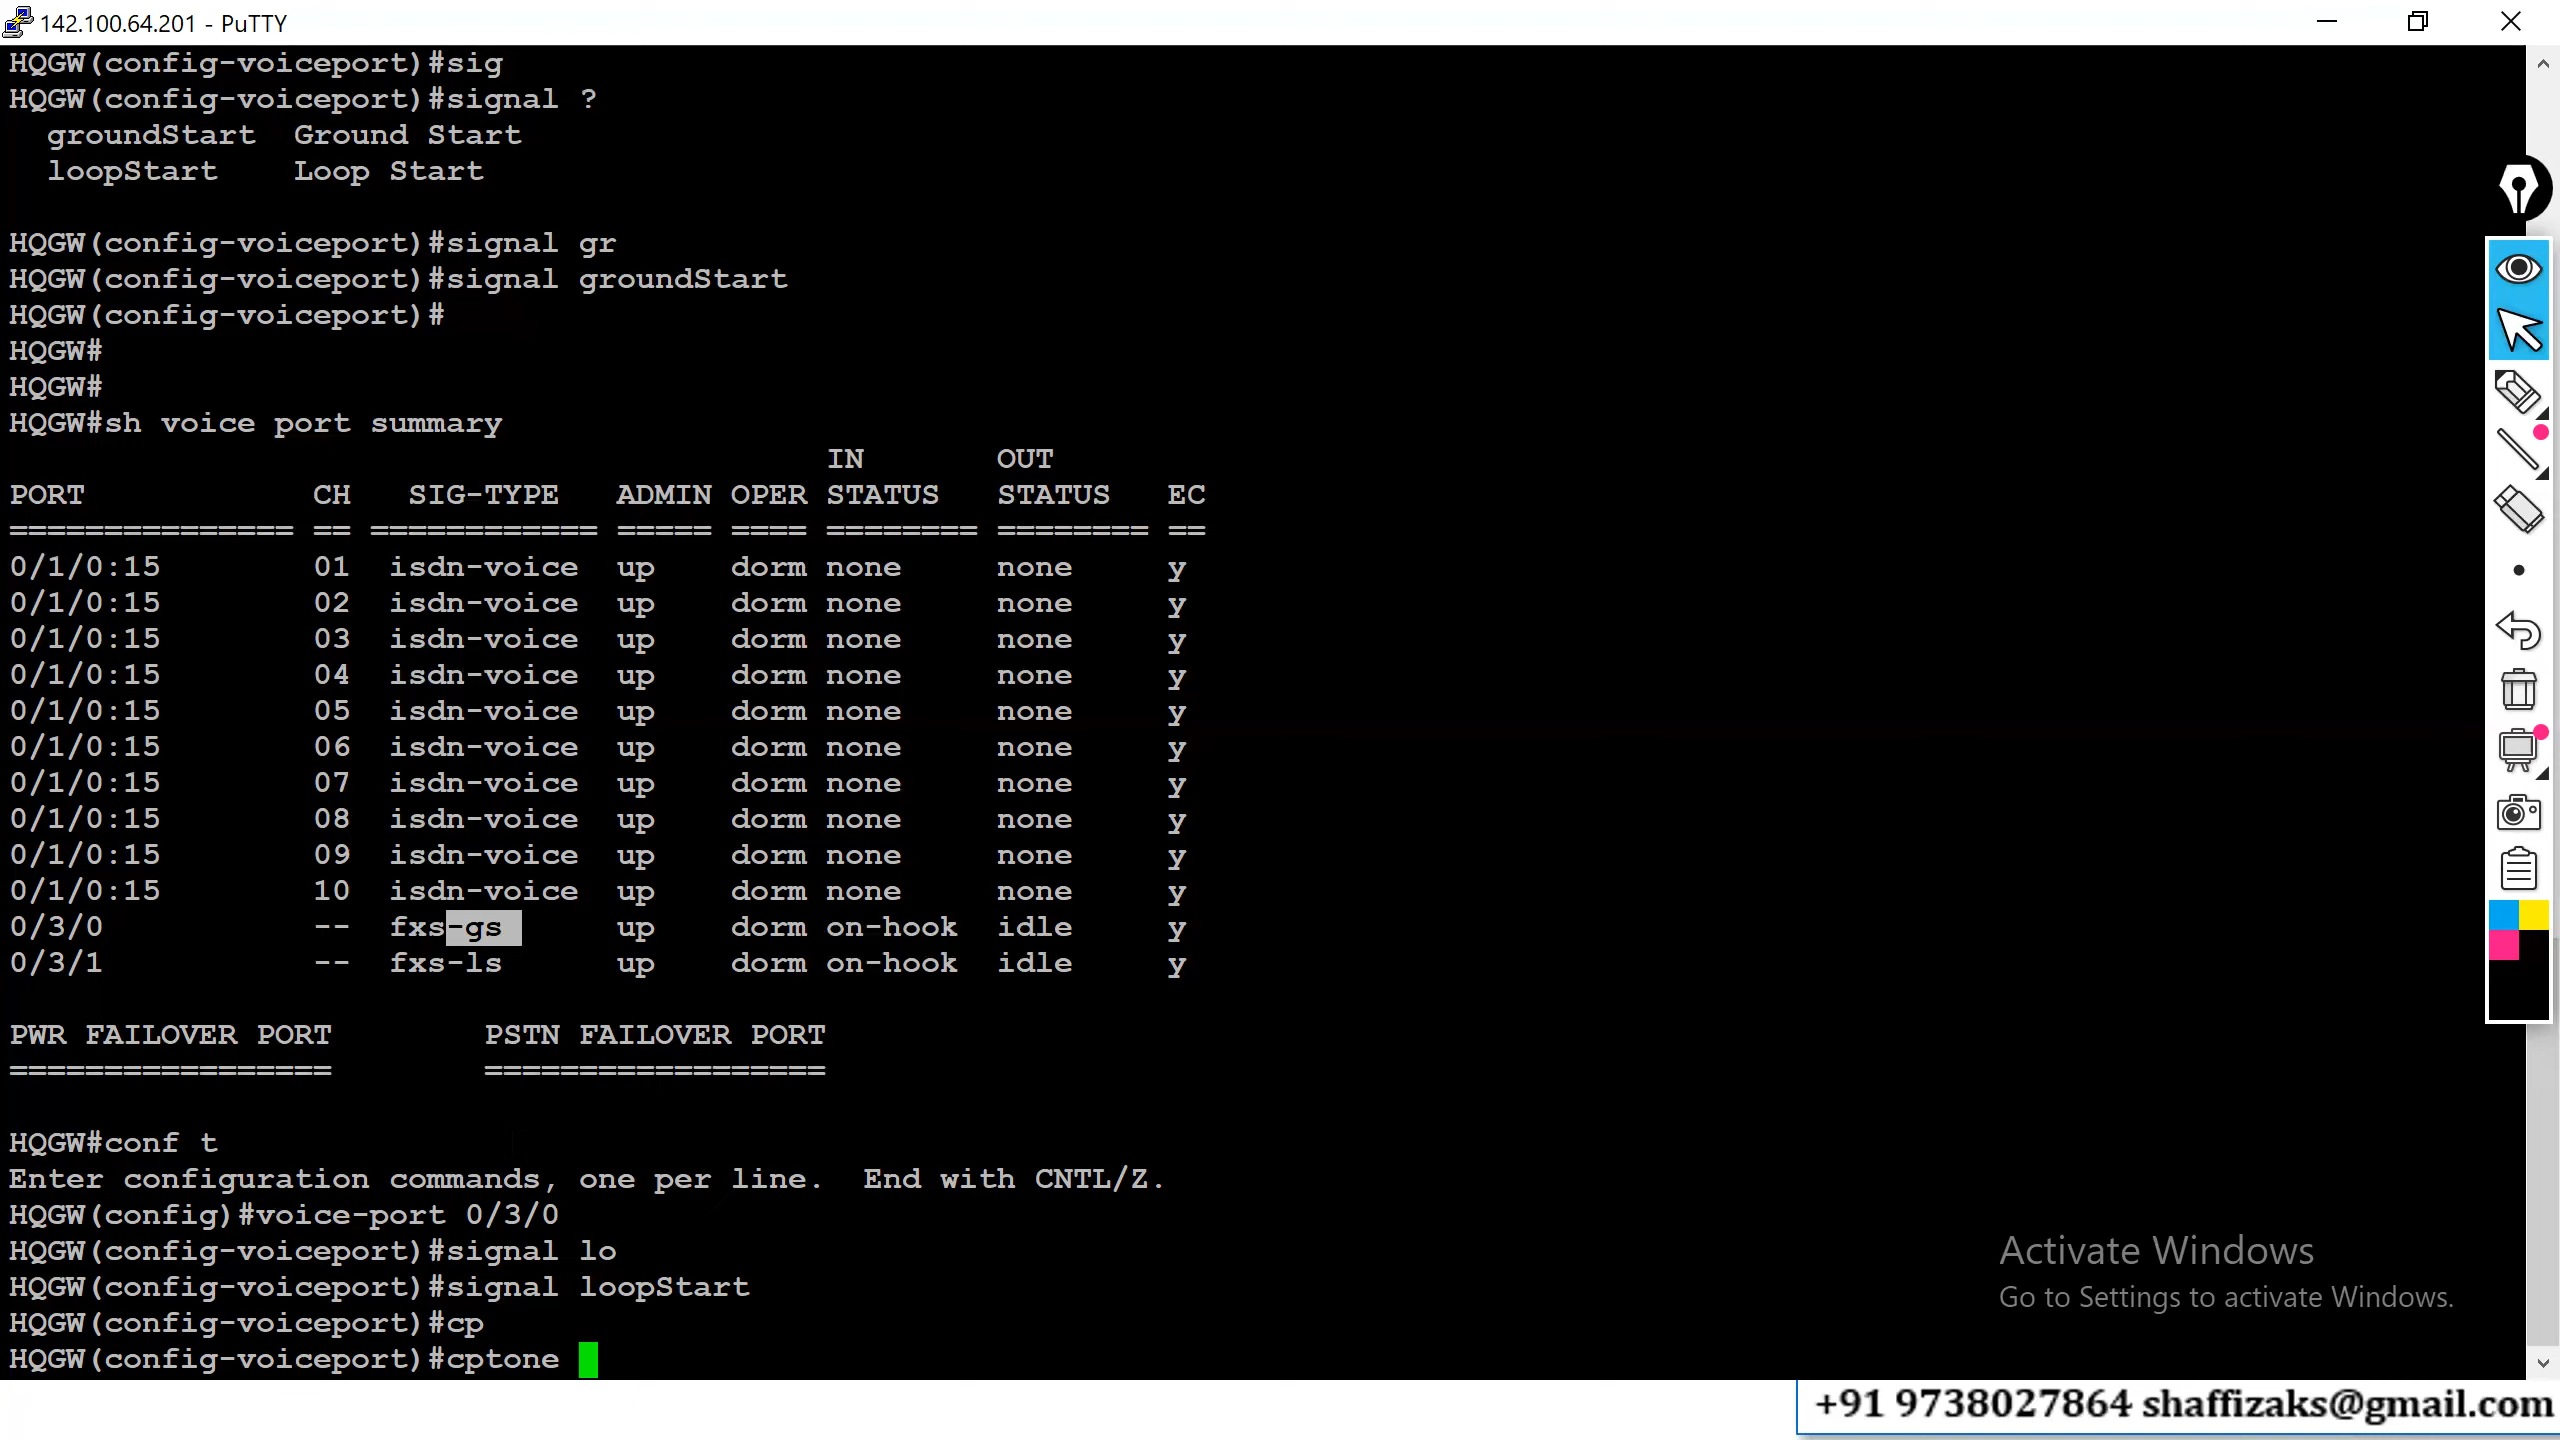 142.100.64.201 - PuTTY
HQGW(config-voiceport)#sig
HQGW(config-voiceport)#signal ?
  groundStart  Ground Start
  loopStart    Loop Start
HQGW(config-voiceport)#signal gr
HQGW(config-voiceport)#signal groundStart
HQGW(config-voiceport)#
HQGW#
HQGW#
HQGW#sh voice port summary
                                           IN       OUT
PORT            CH   SIG-TYPE   ADMIN OPER STATUS   STATUS   EC
=============== == ============ ===== ==== ======== ======== ==
0/1/0:15        01  isdn-voice  up    dorm none     none     y
0/1/0:15        02  isdn-voice  up    dorm none     none     y
0/1/0:15        03  isdn-voice  up    dorm none     none     y
0/1/0:15        04  isdn-voice  up    dorm none     none     y
0/1/0:15        05  isdn-voice  up    dorm none     none     y
0/1/0:15        06  isdn-voice  up    dorm none     none     y
0/1/0:15        07  isdn-voice  up    dorm none     none     y
0/1/0:15        08  isdn-voice  up    dorm none     none     y
0/1/0:15        09  isdn-voice  up    dorm none     none     y
0/1/0:15        10  isdn-voice  up    dorm none     none     y
0/3/0           --  fxs-gs      up    dorm on-hook  idle     y
0/3/1           --  fxs-ls      up    dorm on-hook  idle     y
PWR FAILOVER PORT        PSTN FAILOVER PORT
=================        ==================
HQGW#conf t
Enter configuration commands, one per line.  End with CNTL/Z.
HQGW(config)#voice-port 0/3/0
HQGW(config-voiceport)#signal lo
HQGW(config-voiceport)#signal loopStart
HQGW(config-voiceport)#cp
HQGW(config-voiceport)#cptone
Activate Windows
Go to Settings to activate Windows.
+91 9738027864 shaffizaks@gmail.com